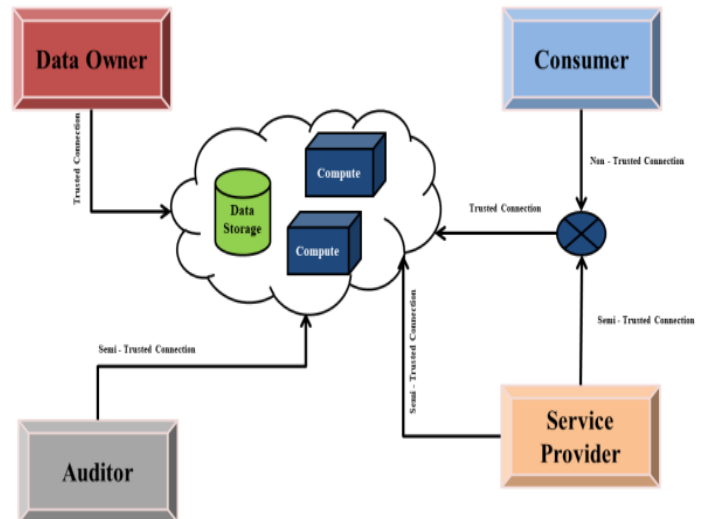 Data Owner
Consumer
Trusted Connection
Compute
Non - Trusted Connection
Data
Storage
Trusted Connection
Compute
Semi - Trusted Connection
Semi - Trusted Connection
Semi - Trusted Connection
Service
Provider
Auditor